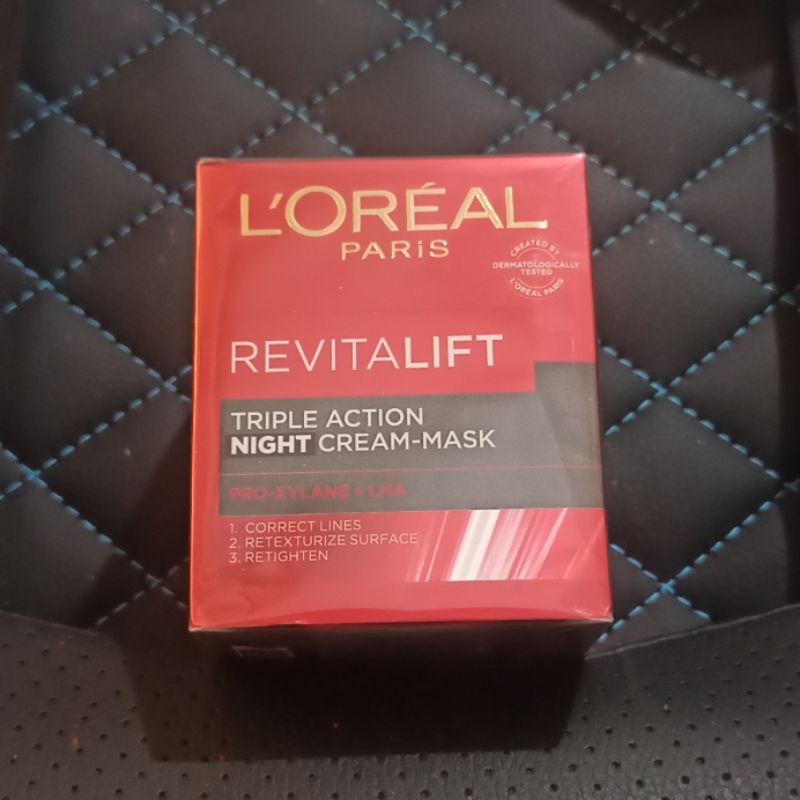 L'ORÉAL
PARiS
CREATED BY
DERMATOLOGICALLY
TESTED
L'ORÉAL PARIS
REVITALIFT
TRIPLE ACTION
NIGHT CREAM-MASK
PRO-XYLANE + LHA
1. CORRECT LINES
2. RETEXTURIZE SURFACE
3. RETIGHTEN